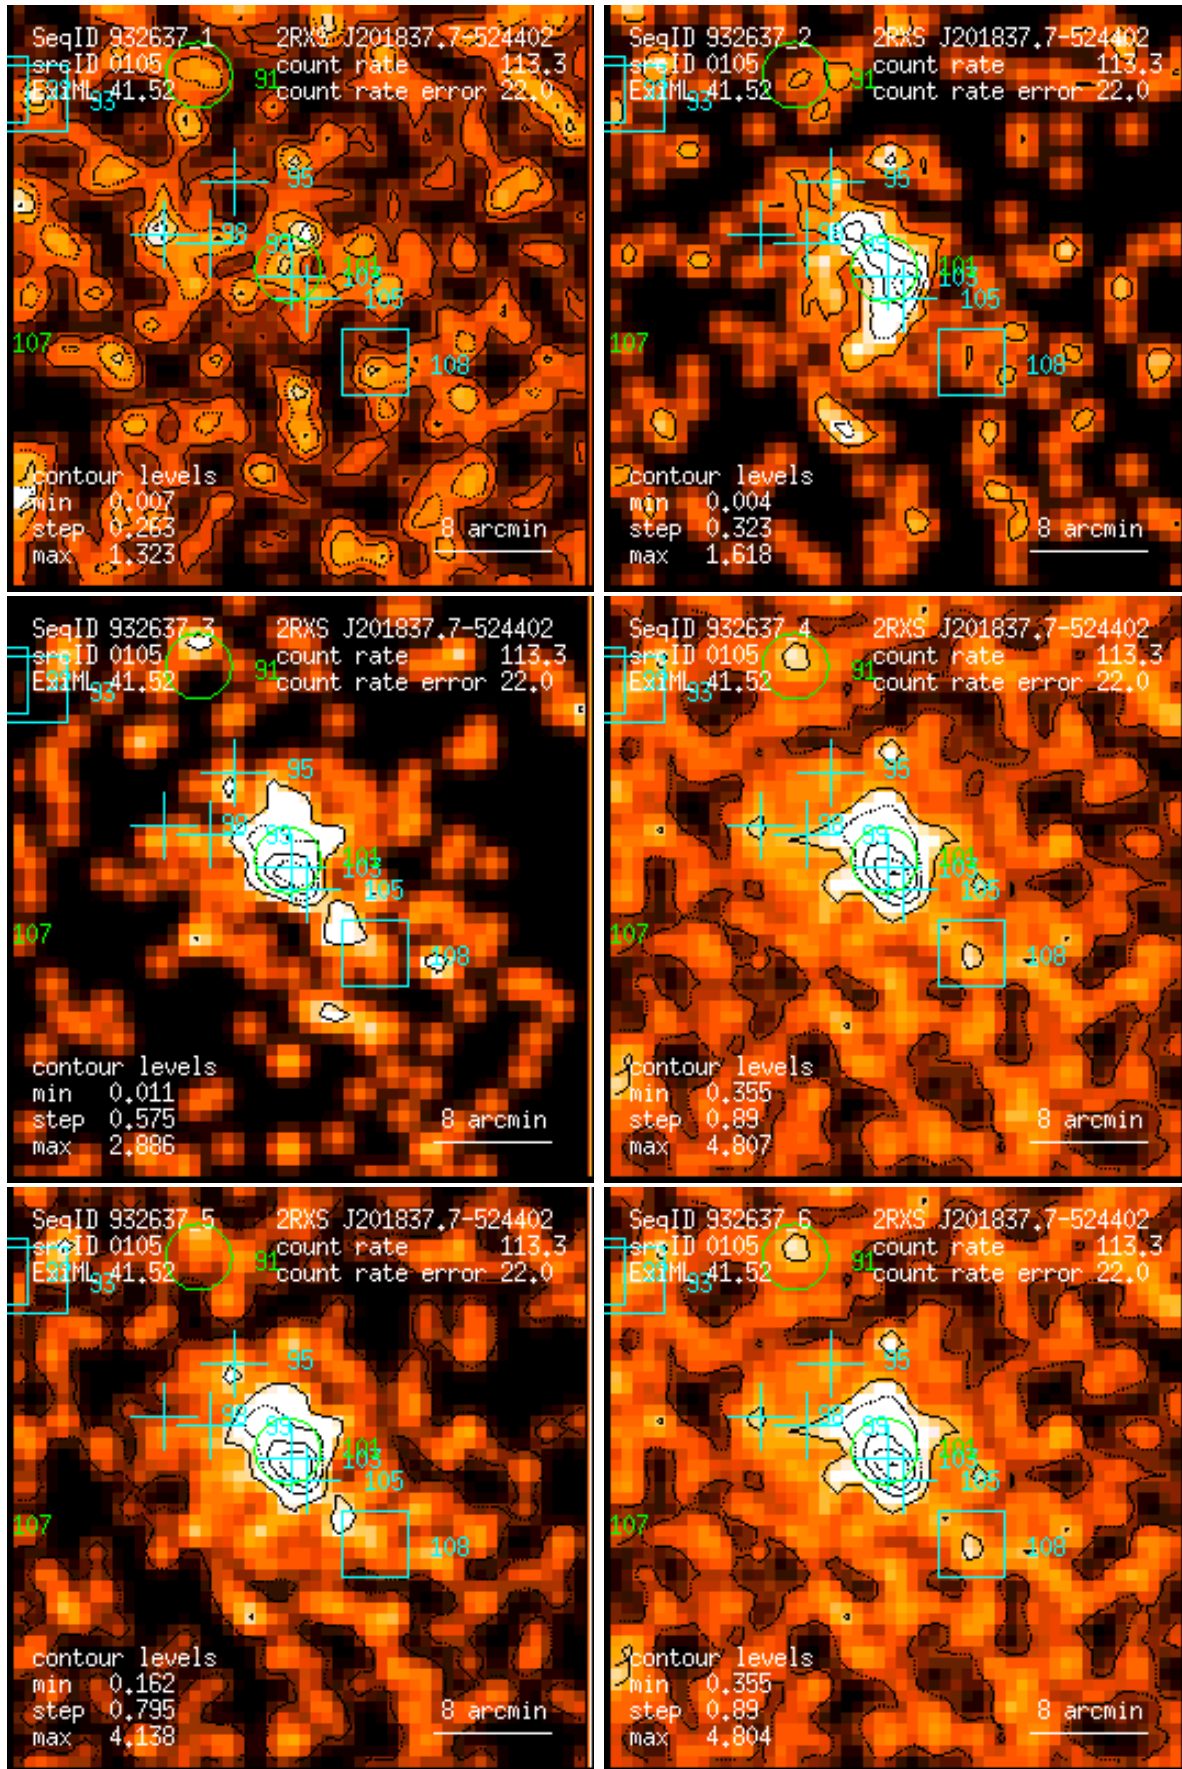 SeqID 932637_1 2RXS J201837.7-524402
srcID 0105 count rate 113.3
EXIML 41.52 count rate error 22.0
91
93
95
98
99
101
103
105
107
108
contour levels
min 0.007
step 0.263
max 1.323
8 arcmin
SeqID 932637_2 2RXS J201837.7-524402
srcID 0105 count rate 113.3
EXIML 41.52 count rate error 22.0
91
93
95
98
99
101
103
105
107
108
contour levels
min 0.004
step 0.323
max 1.618
8 arcmin
SeqID 932637_3 2RXS J201837.7-524402
srcID 0105 count rate 113.3
EXIML 41.52 count rate error 22.0
91
93
95
98
99
101
103
105
107
108
contour levels
min 0.011
step 0.575
max 2.886
8 arcmin
SeqID 932637_4 2RXS J201837.7-524402
srcID 0105 count rate 113.3
EXIML 41.52 count rate error 22.0
91
93
95
98
99
101
103
105
107
108
contour levels
min 0.355
step 0.89
max 4.807
8 arcmin
SeqID 932637_5 2RXS J201837.7-524402
srcID 0105 count rate 113.3
EXIML 41.52 count rate error 22.0
91
93
95
98
99
101
103
105
107
108
contour levels
min 0.162
step 0.795
max 4.138
8 arcmin
SeqID 932637_6 2RXS J201837.7-524402
srcID 0105 count rate 113.3
EXIML 41.52 count rate error 22.0
91
93
95
98
99
101
103
105
107
108
contour levels
min 0.355
step 0.89
max 4.804
8 arcmin